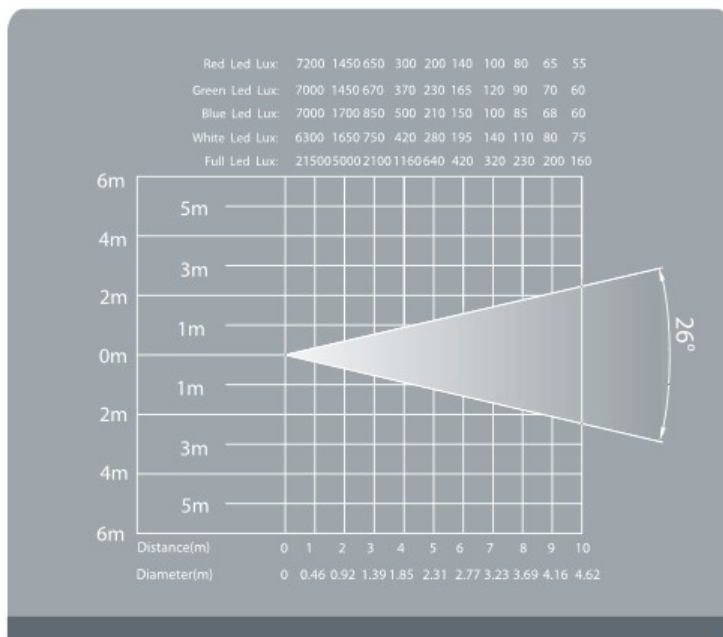 Red Led Lux: 7200 1450 650 300 200 140 100 80 65 55
Green Led Lux: 7000 1450 670 370 230 165 120 90 70 60
Blue Led Lux: 7000 1700 850 500 210 150 100 85 68 60
White Led Lux: 6300 1650 750 420 280 195 140 110 80 75
Full Led Lux: 21500 5000 2100 1160 640 420 320 230 200 160
6m
5m
4m
3m
2m
1m
0m
26°
1m
2m
3m
4m
5m
6m
Distance(m) 0 1 2 3 4 5 6 7 8 9 10
Diameter(m) 0 0.46 0.92 1.39 1.85 2.31 2.77 3.23 3.69 4.16 4.62